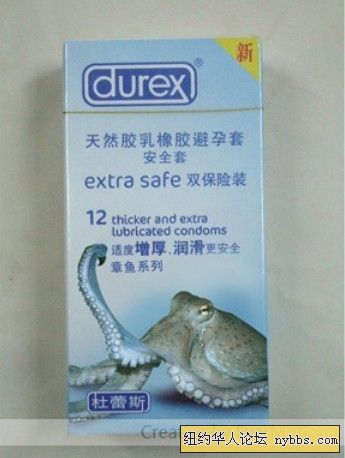 durex®
新
天然胶乳橡胶避孕套
安全套
extra safe 双保险装
12 thicker and extra
lubricated condoms
适度增厚.润滑更安全
章鱼系列
杜蕾斯
Crea
纽约华人论坛 nybbs.com